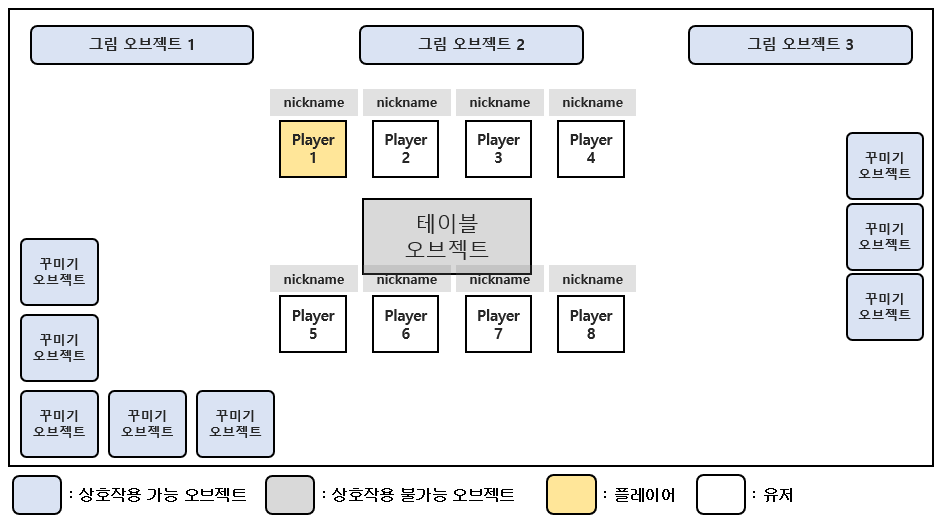 그림 오브젝트 1
그림 오브젝트 2
그림 오브젝트 3
nickname
nickname
nickname
nickname
Player
1
Player
2
Player
3
Player
4
꾸미기
오브젝트
꾸미기
오브젝트
꾸미기
오브젝트
테이블
오브젝트
nickname
nickname
nickname
nickname
Player
5
Player
6
Player
7
Player
8
꾸미기
오브젝트
꾸미기
오브젝트
꾸미기
오브젝트
꾸미기
오브젝트
꾸미기
오브젝트
: 상호작용 가능 오브젝트
: 상호작용 불가능 오브젝트
: 플레이어
: 유저